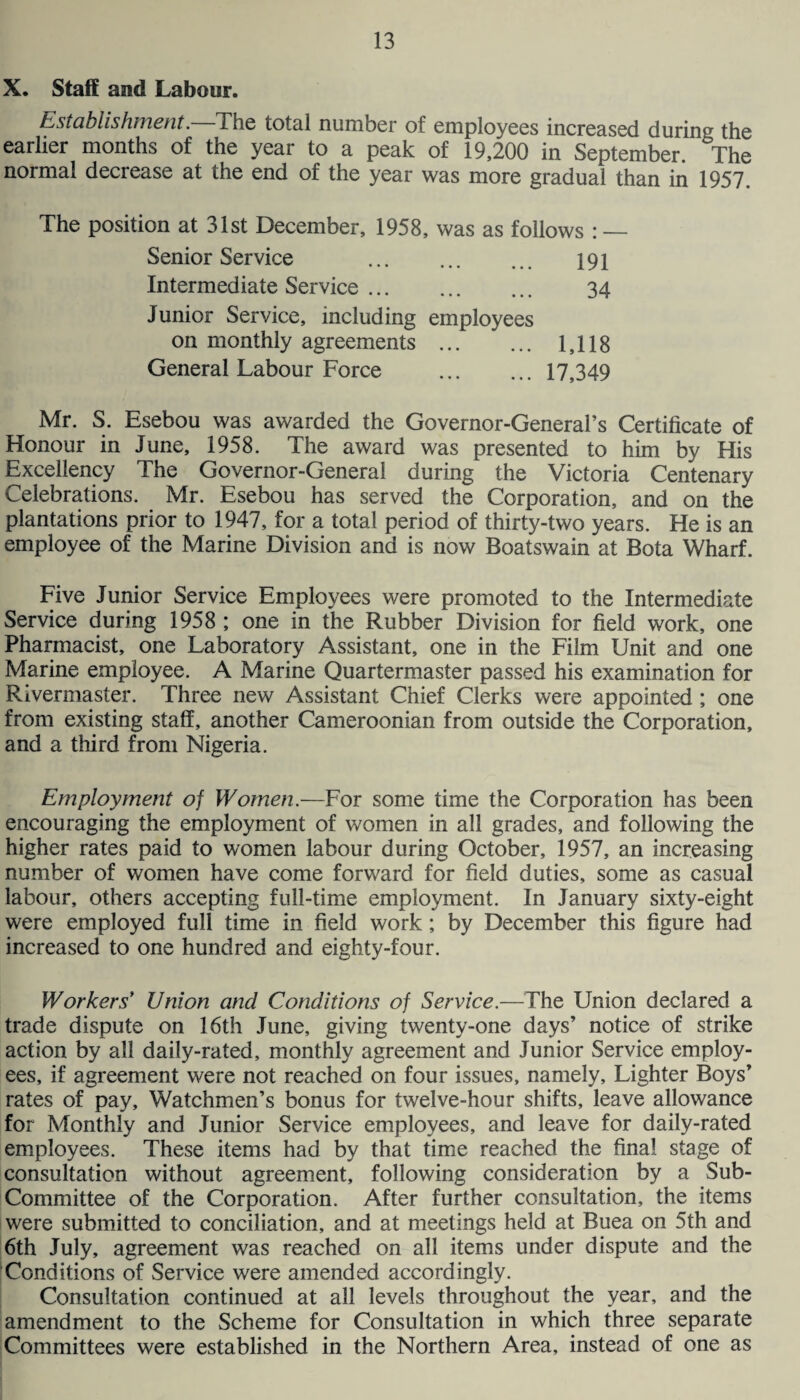 13
X. Staff and Labour.
Establishment.—The total number of employees increased during the
earlier months of the year to a peak of 19,200 in September. The
normal decrease at the end of the year was more gradual than in 1957.
The position at 31st December, 1958, was as follows : —
Senior Service ... ... ... 191
Intermediate Service ... ... ... 34
Junior Service, including employees
on monthly agreements ... ... 1,118
General Labour Force ... ... 17,349
Mr. S. Esebou was awarded the Governor-General's Certificate of
Honour in June, 1958. The award was presented to him by His
Excellency The Governor-General during the Victoria Centenary
Celebrations. Mr. Esebou has served the Corporation, and on the
plantations prior to 1947, for a total period of thirty-two years. He is an
employee of the Marine Division and is now Boatswain at Bota Wharf.
Five Junior Service Employees were promoted to the Intermediate
Service during 1958 ; one in the Rubber Division for field work, one
Pharmacist, one Laboratory Assistant, one in the Film Unit and one
Marine employee. A Marine Quartermaster passed his examination for
Rivermaster. Three new Assistant Chief Clerks were appointed ; one
from existing staff, another Cameroonian from outside the Corporation,
and a third from Nigeria.
Employment of Women.—For some time the Corporation has been
encouraging the employment of women in all grades, and following the
higher rates paid to women labour during October, 1957, an increasing
number of women have come forward for field duties, some as casual
labour, others accepting full-time employment. In January sixty-eight
were employed full time in field work ; by December this figure had
increased to one hundred and eighty-four.
Workers' Union and Conditions of Service.—The Union declared a
trade dispute on 16th June, giving twenty-one days' notice of strike
action by all daily-rated, monthly agreement and Junior Service employ-
ees, if agreement were not reached on four issues, namely, Lighter Boys'
rates of pay, Watchmen's bonus for twelve-hour shifts, leave allowance
for Monthly and Junior Service employees, and leave for daily-rated
employees. These items had by that time reached the final stage of
consultation without agreement, following consideration by a Sub-
Committee of the Corporation. After further consultation, the items
were submitted to conciliation, and at meetings held at Buea on 5th and
6th July, agreement was reached on all items under dispute and the
Conditions of Service were amended accordingly.
Consultation continued at all levels throughout the year, and the
amendment to the Scheme for Consultation in which three separate
Committees were established in the Northern Area, instead of one as